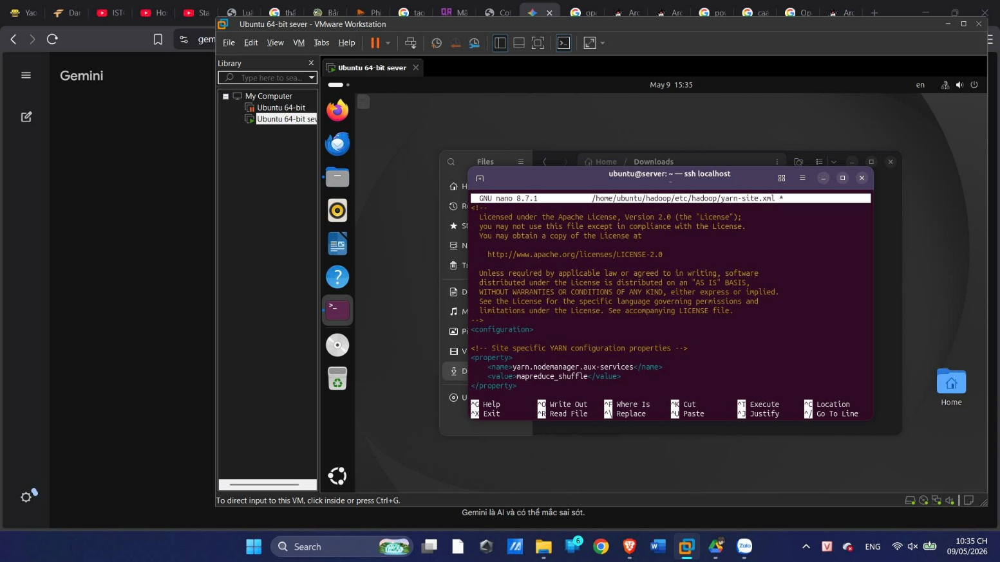 Yao
Dar
IST
Ho
Sta
Luậ
thẩ
Bản
Phi
tao
Mã
Col
ope
Arc
Arc
pov
caà
Op
Arc
gem
Ubuntu 64-bit sever - VMware Workstation
File Edit View VM Tabs Help
Library
Type here to sea...
My Computer
Ubuntu 64-bit
Ubuntu 64-bit sev
Gemini
Ubuntu 64-bit sever
May 9 15:35
en
Files
Home / Downloads
ubuntu@server: ~ — ssh localhost
~
GNU nano 8.7.1 /home/ubuntu/hadoop/etc/hadoop/yarn-site.xml *
<!--
Licensed under the Apache License, Version 2.0 (the "License");
you may not use this file except in compliance with the License.
You may obtain a copy of the License at
http://www.apache.org/licenses/LICENSE-2.0
Unless required by applicable law or agreed to in writing, software
distributed under the License is distributed on an "AS IS" BASIS,
WITHOUT WARRANTIES OR CONDITIONS OF ANY KIND, either express or implied.
See the License for the specific language governing permissions and
limitations under the License. See accompanying LICENSE file.
-->
<configuration>
<!-- Site specific YARN configuration properties -->
<property>
<name>yarn.nodemanager.aux-services</name>
<value>mapreduce_shuffle</value>
</property>
^G Help ^O Write Out ^F Where Is ^K Cut ^T Execute ^C Location
^X Exit ^R Read File ^\ Replace ^U Paste ^J Justify ^/ Go To Line
Home
To direct input to this VM, click inside or press Ctrl+G.
Gemini là AI và có thể mắc sai sót.
Search
6
Zalo
ENG
10:35 CH
09/05/2026